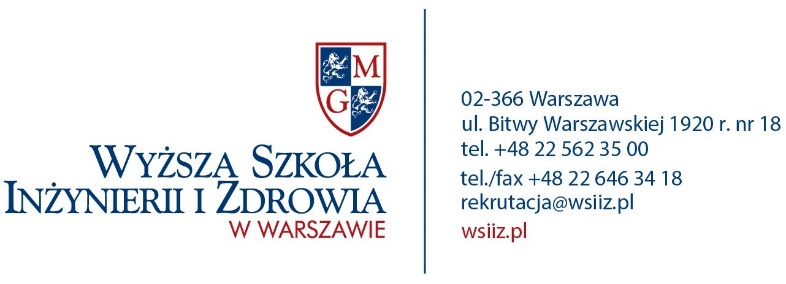 M
G
WYŻSZA SZKOŁA
INŻYNIERII I ZDROWIA
W WARSZAWIE
02-366 Warszawa
ul. Bitwy Warszawskiej 1920 r. nr 18
tel. +48 22 562 35 00
tel./fax +48 22 646 34 18
rekrutacja@wsiiz.pl
wsiiz.pl